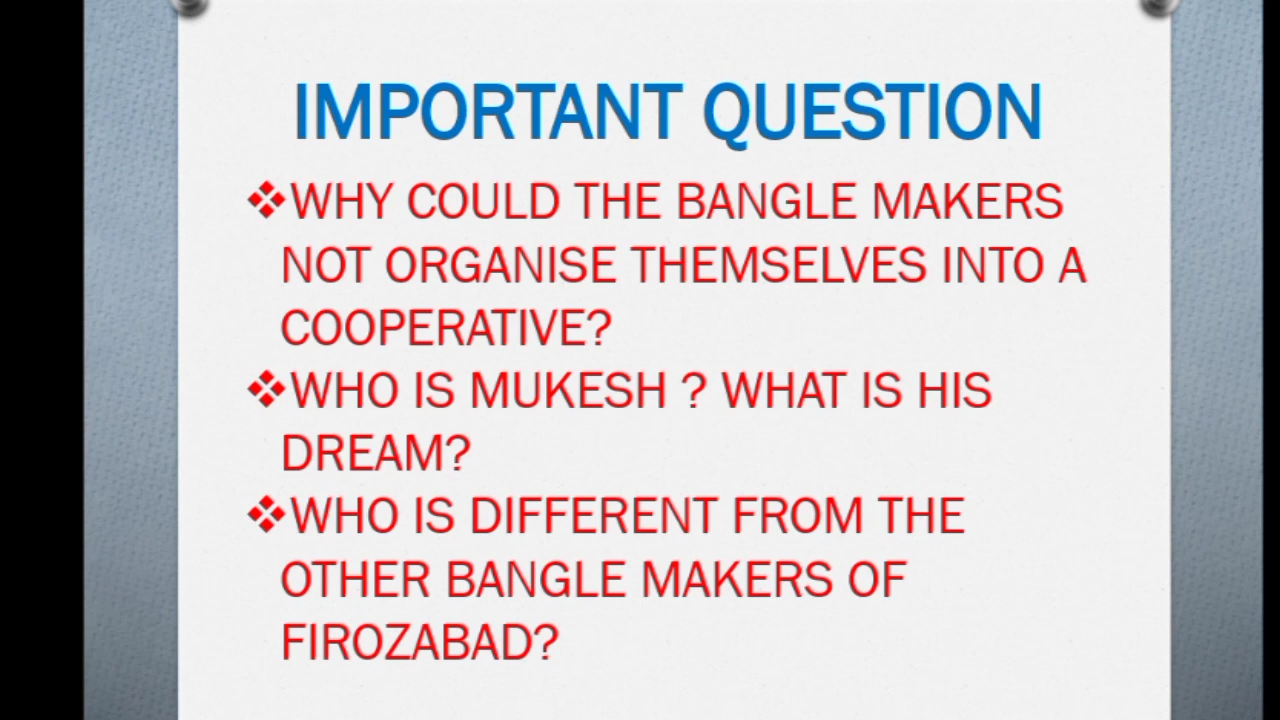 IMPORTANT QUESTION
❖WHY COULD THE BANGLE MAKERS
NOT ORGANISE THEMSELVES INTO A
COOPERATIVE?
❖WHO IS MUKESH ? WHAT IS HIS
DREAM?
❖WHO IS DIFFERENT FROM THE
OTHER BANGLE MAKERS OF
FIROZABAD?